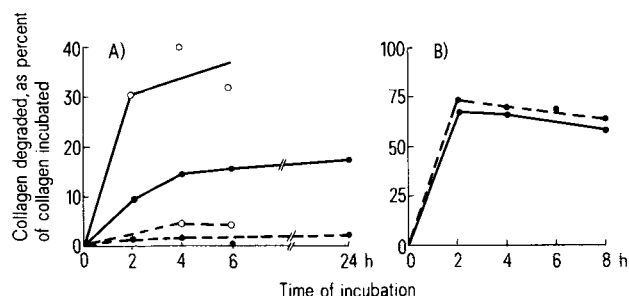 A)
B)
Collagen degraded, as percent
of collagen incubated
40
30
20
10
0
0 2 4 6 24 h
100
75
50
25
0
0 2 4 6 8 h
Time of incubation